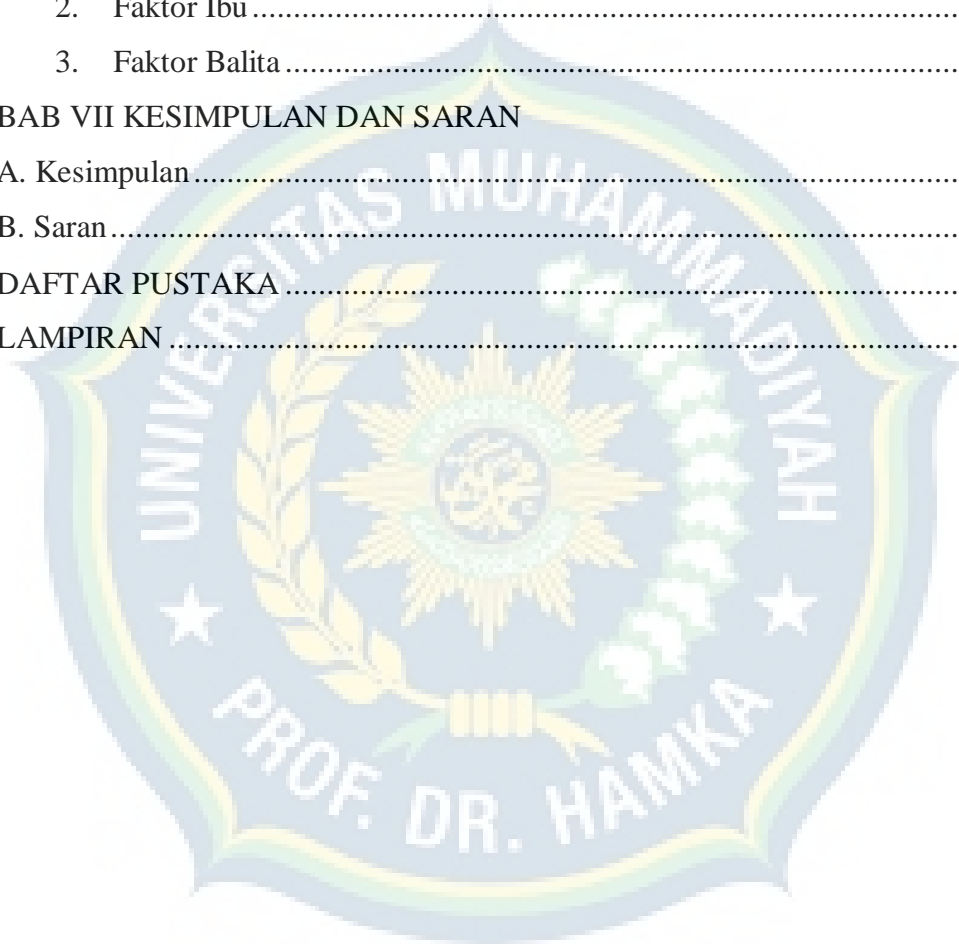 2. Faktor Ibu ........................................................................................
3. Faktor Balita ....................................................................................
BAB VII KESIMPULAN DAN SARAN
A. Kesimpulan ........................................................................................
B. Saran ..................................................................................................
DAFTAR PUSTAKA ............................................................................
LAMPIRAN ..........................................................................................
UNIVERSITAS MUHAMMADIYAH
PROF. DR. HAMKA